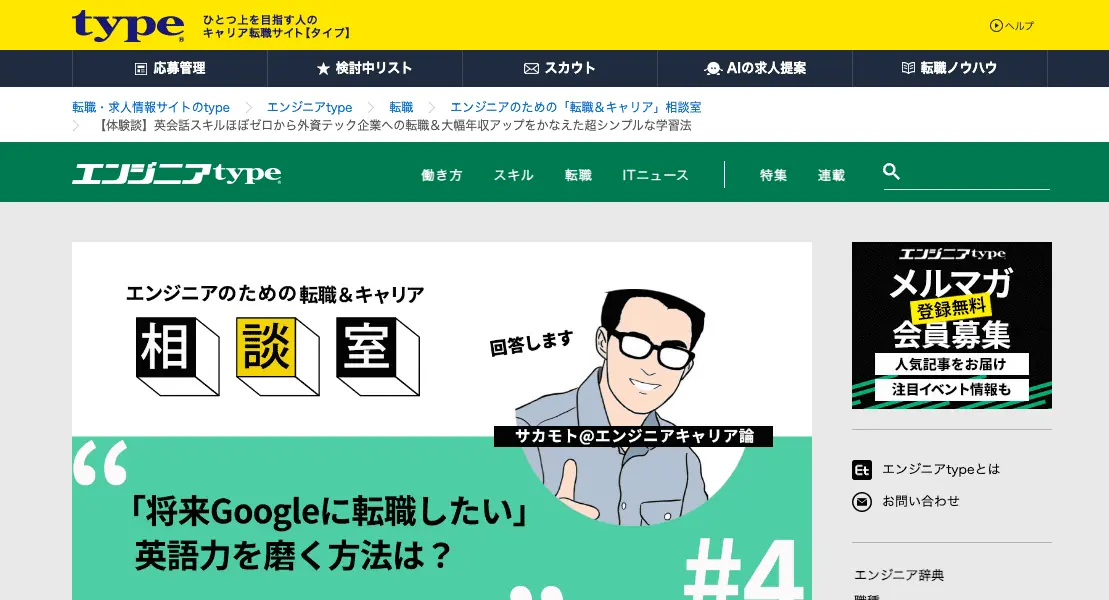 type
ひとつ上を目指す人の
キャリア転職サイト【タイプ】
ヘルプ
応募管理
検討中リスト
スカウト
AIの求人提案
転職ノウハウ
転職・求人情報サイトのtype
エンジニアtype
転職
エンジニアのための「転職&キャリア」相談室
【体験談】英会話スキルほぼゼロから外資テック企業への転職&大幅年収アップをかなえた超シンプルな学習法
エンジニアtype
働き方
スキル
転職
ITニュース
特集
連載
エンジニアのための転職&キャリア
相談室
回答します
サカモト@エンジニアキャリア論
“
「将来Googleに転職したい」
英語力を磨く方法は?
#4
エンジニアtype
メルマガ
登録無料
会員募集
人気記事をお届け
注目イベント情報も
Et エンジニアtypeとは
お問い合わせ
エンジニア辞典
職種